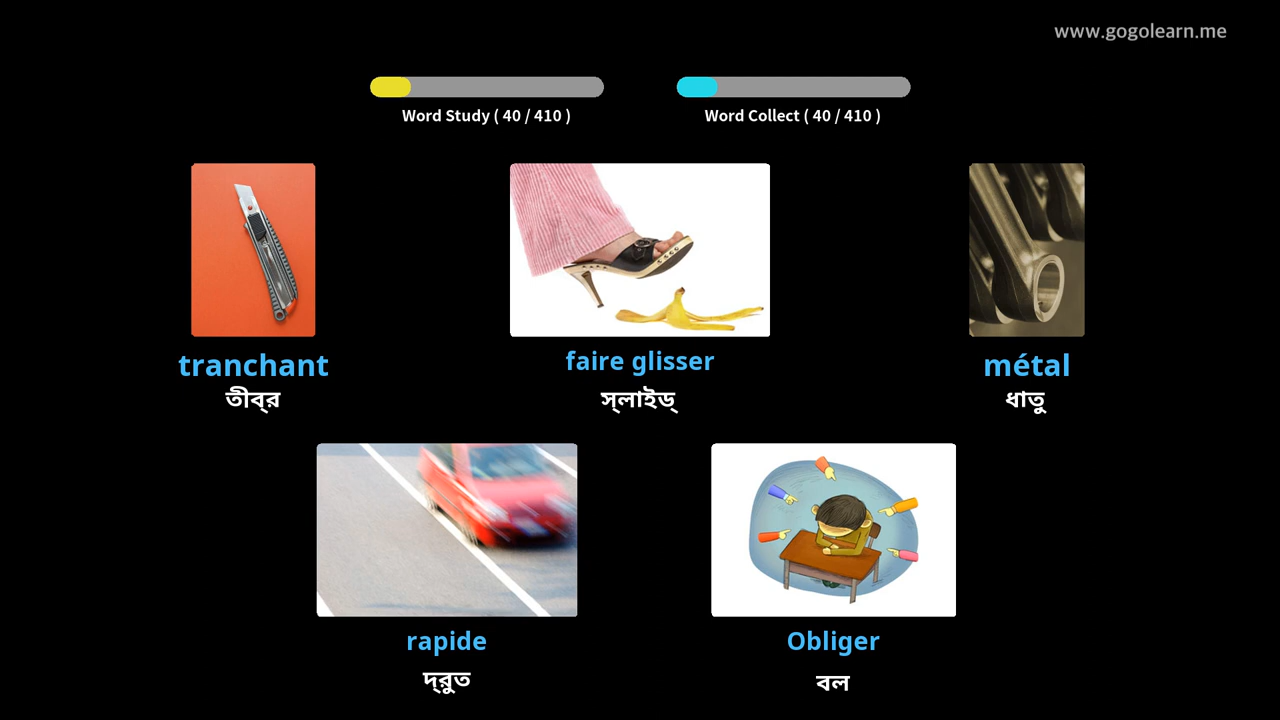 www.gogolearn.me
Word Study ( 40 / 410 )
Word Collect ( 40 / 410 )
tranchant
তীব্র
faire glisser
স্লাইড্
métal
ধাতু
rapide
দ্রুত
Obliger
বল